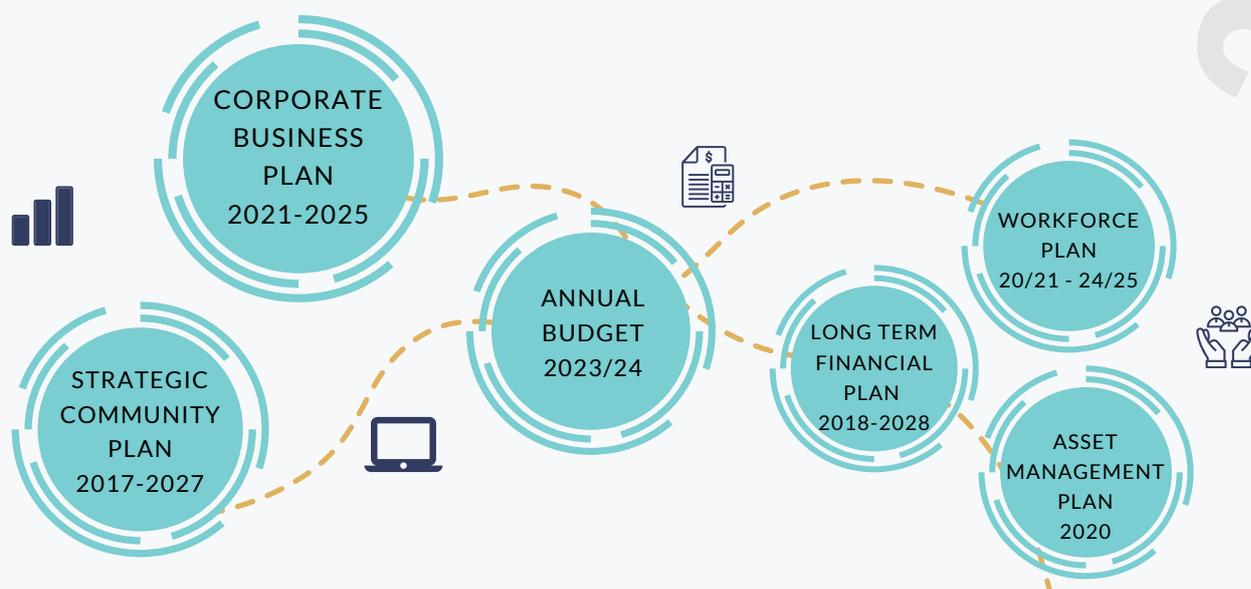 CORPORATE
BUSINESS
PLAN
2021-2025
STRATEGIC
COMMUNITY
PLAN
2017-2027
ANNUAL
BUDGET
2023/24
$
LONG TERM
FINANCIAL
PLAN
2018-2028
WORKFORCE
PLAN
20/21 - 24/25
ASSET
MANAGEMENT
PLAN
2020